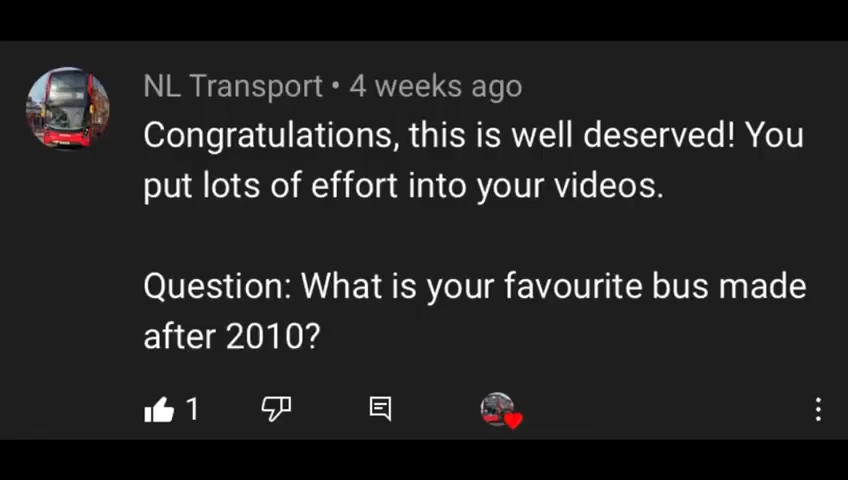 NL Transport • 4 weeks ago
Congratulations, this is well deserved! You
put lots of effort into your videos.
Question: What is your favourite bus made
after 2010?
1